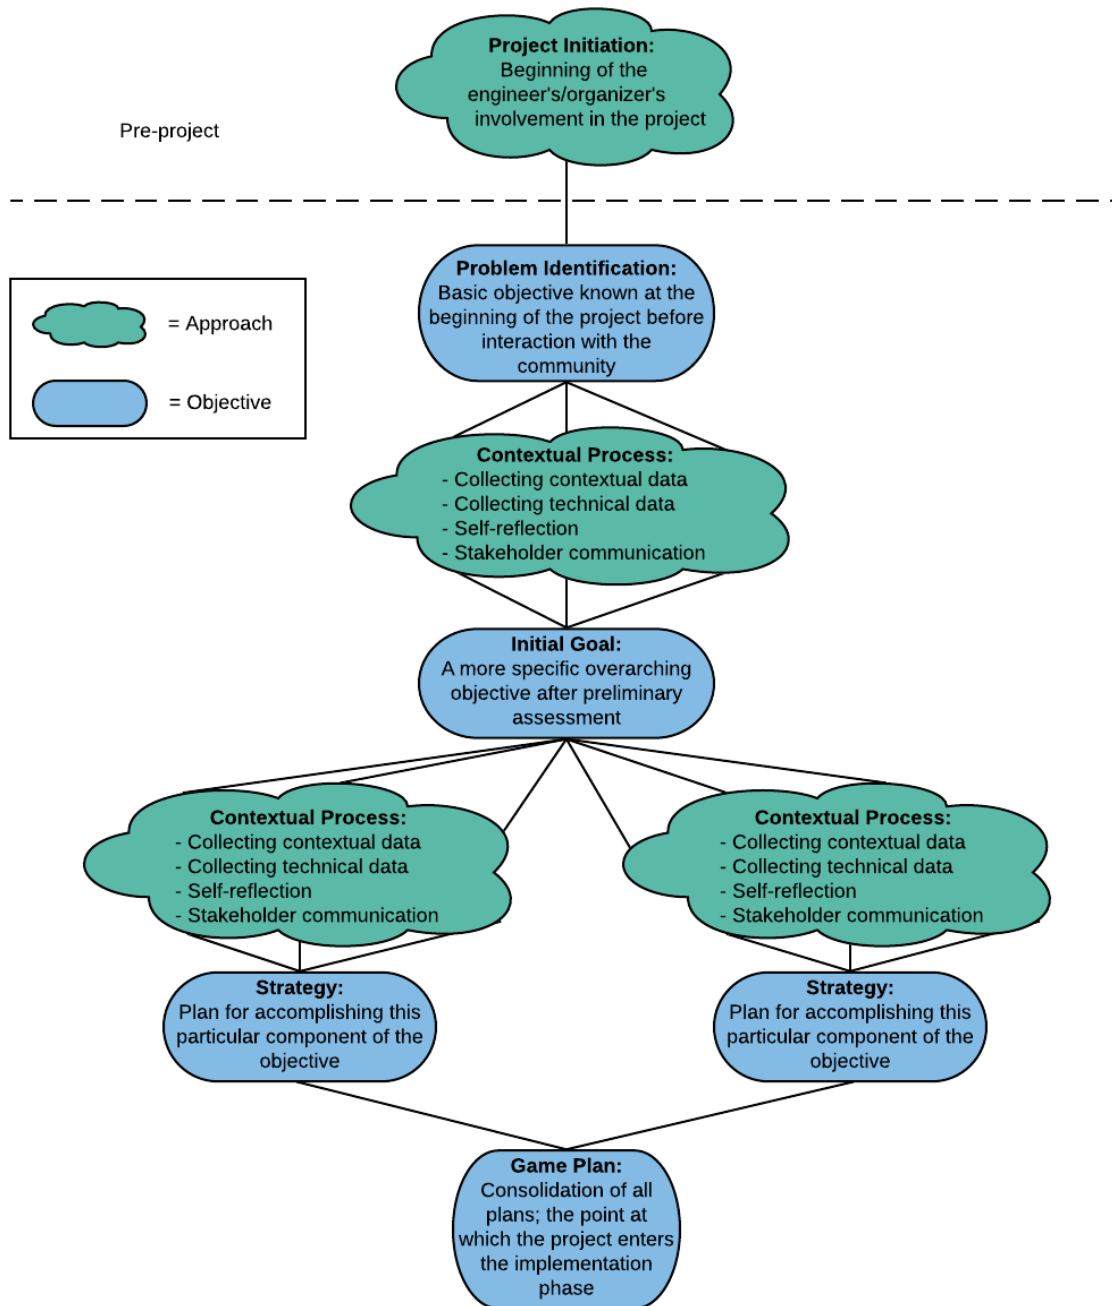 Project Initiation:
Beginning of the
engineer's/organizer's
involvement in the project
Pre-project
Problem Identification:
Basic objective known at the
beginning of the project before
interaction with the
community
= Approach
= Objective
Contextual Process:
- Collecting contextual data
- Collecting technical data
- Self-reflection
- Stakeholder communication
Initial Goal:
A more specific overarching
objective after preliminary
assessment
Contextual Process:
- Collecting contextual data
- Collecting technical data
- Self-reflection
- Stakeholder communication
Contextual Process:
- Collecting contextual data
- Collecting technical data
- Self-reflection
- Stakeholder communication
Strategy:
Plan for accomplishing this
particular component of the
objective
Strategy:
Plan for accomplishing this
particular component of the
objective
Game Plan:
Consolidation of all
plans; the point at
which the project enters
the implementation
phase